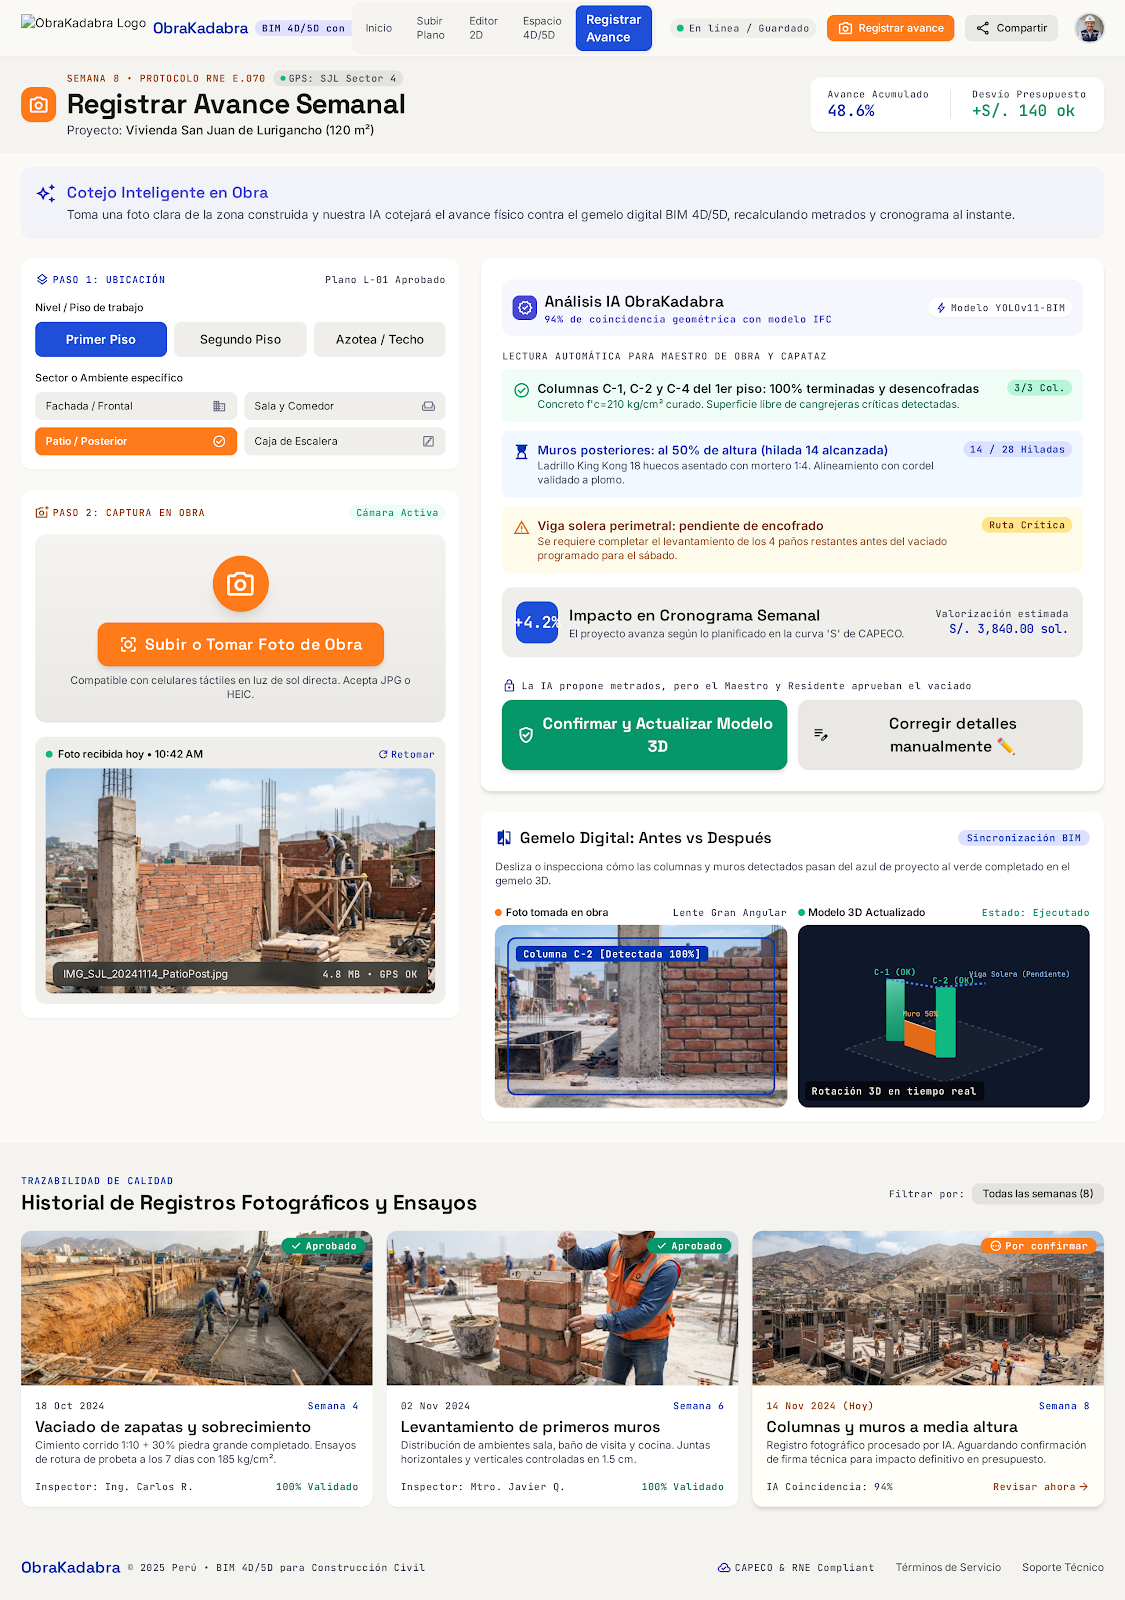 ObraKadabra Logo
ObraKadabra
BIM 4D/5D con
Inicio
Subir
Plano
Editor
2D
Espacio
4D/5D
Registrar
Avance
En línea / Guardado
Registrar avance
Compartir
SEMANA 8 • PROTOCOLO RNE E.070
GPS: SJL Sector 4
Registrar Avance Semanal
Proyecto: Vivienda San Juan de Lurigancho (120 m²)
Avance Acumulado
48.6%
Desvío Presupuesto
+S/. 140 ok
Cotejo Inteligente en Obra
Toma una foto clara de la zona construida y nuestra IA cotejará el avance físico contra el gemelo digital BIM 4D/5D, recalculando metrados y cronograma al instante.
PASO 1: UBICACIÓN
Plano L-01 Aprobado
Nivel / Piso de trabajo
Primer Piso
Segundo Piso
Azotea / Techo
Sector o Ambiente específico
Fachada / Frontal
Sala y Comedor
Patio / Posterior
Caja de Escalera
PASO 2: CAPTURA EN OBRA
Cámara Activa
Subir o Tomar Foto de Obra
Compatible con celulares táctiles en luz de sol directa. Acepta JPG o
HEIC.
Foto recibida hoy • 10:42 AM
Retomar
IMG_SJL_20241114_PatioPost.jpg
4.8 MB • GPS OK
Análisis IA ObraKadabra
94% de coincidencia geométrica con modelo IFC
Modelo YOLOv11-BIM
LECTURA AUTOMÁTICA PARA MAESTRO DE OBRA Y CAPATAZ
Columnas C-1, C-2 y C-4 del 1er piso: 100% terminadas y desencofradas
Concreto f'c=210 kg/cm² curado. Superficie libre de cangrejeras críticas detectadas.
3/3 Col.
Muros posteriores: al 50% de altura (hilada 14 alcanzada)
Ladrillo King Kong 18 huecos asentado con mortero 1:4. Alineamiento con cordel
validado a plomo.
14 / 28 Hiladas
Viga solera perimetral: pendiente de encofrado
Se requiere completar el levantamiento de los 4 paños restantes antes del vaciado
programado para el sábado.
Ruta Crítica
+4.2%
Impacto en Cronograma Semanal
El proyecto avanza según lo planificado en la curva 'S' de CAPECO.
Valorización estimada
S/. 3,840.00 sol.
La IA propone metrados, pero el Maestro y Residente aprueban el vaciado
Confirmar y Actualizar Modelo
3D
Corregir detalles
manualmente ✏️
Gemelo Digital: Antes vs Después
Sincronización BIM
Desliza o inspecciona cómo las columnas y muros detectados pasan del azul de proyecto al verde completado en el
gemelo 3D.
Foto tomada en obra
Lente Gran Angular
Columna C-2 [Detectada 100%]
Modelo 3D Actualizado
Estado: Ejecutado
C-1 (OK)
C-2 (OK)
Viga Solera (Pendiente)
Muro 50%
Rotación 3D en tiempo real
TRAZABILIDAD DE CALIDAD
Historial de Registros Fotográficos y Ensayos
Filtrar por:
Todas las semanas (8)
Aprobado
18 Oct 2024
Semana 4
Vaciado de zapatas y sobrecimiento
Cimiento corrido 1:10 + 30% piedra grande completado. Ensayos
de rotura de probeta a los 7 días con 185 kg/cm².
Inspector: Ing. Carlos R.
100% Validado
Aprobado
02 Nov 2024
Semana 6
Levantamiento de primeros muros
Distribución de ambientes sala, baño de visita y cocina. Juntas
horizontales y verticales controladas en 1.5 cm.
Inspector: Mtro. Javier Q.
100% Validado
Por confirmar
14 Nov 2024 (Hoy)
Semana 8
Columnas y muros a media altura
Registro fotográfico procesado por IA. Aguardando confirmación
de firma técnica para impacto definitivo en presupuesto.
IA Coincidencia: 94%
Revisar ahora →
ObraKadabra
© 2025 Perú • BIM 4D/5D para Construcción Civil
CAPECO & RNE Compliant
Términos de Servicio
Soporte Técnico